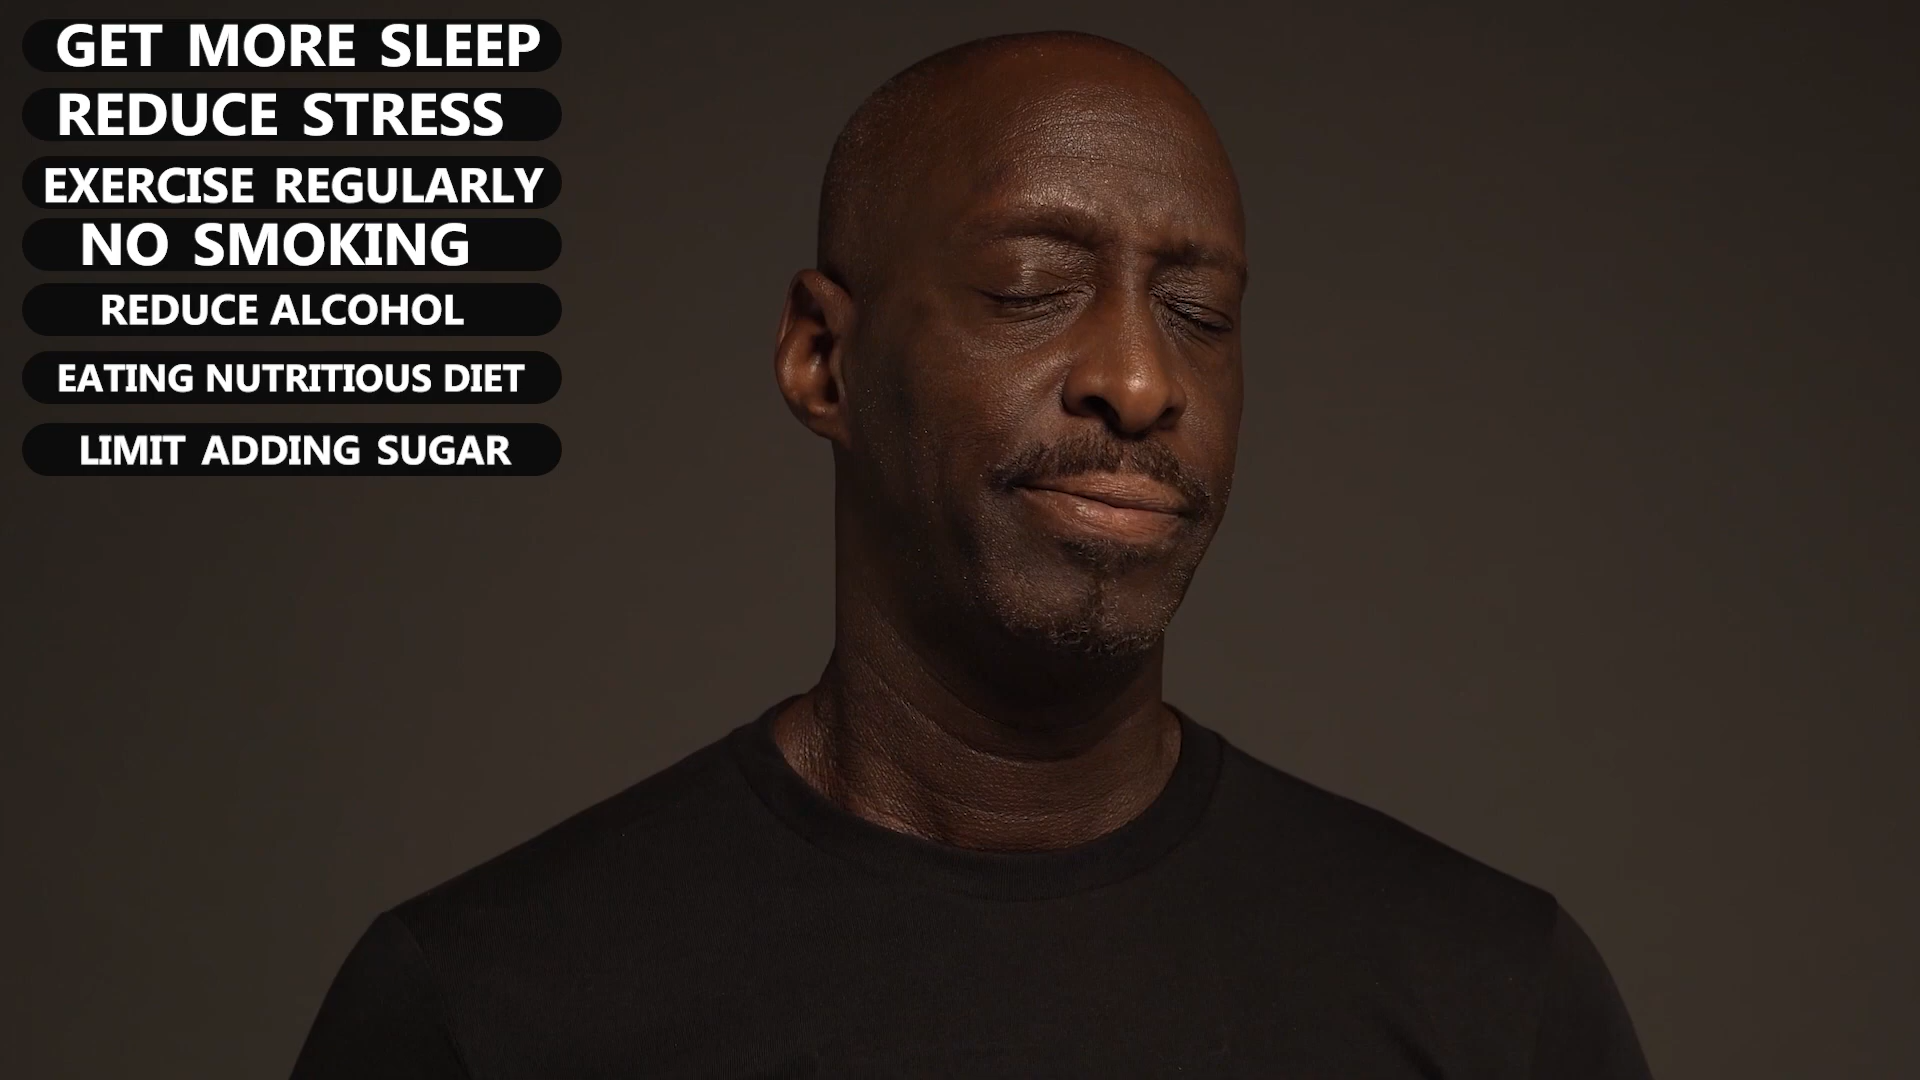 GET MORE SLEEP
REDUCE STRESS
EXERCISE REGULARLY
NO SMOKING
REDUCE ALCOHOL
EATING NUTRITIOUS DIET
LIMIT ADDING SUGAR